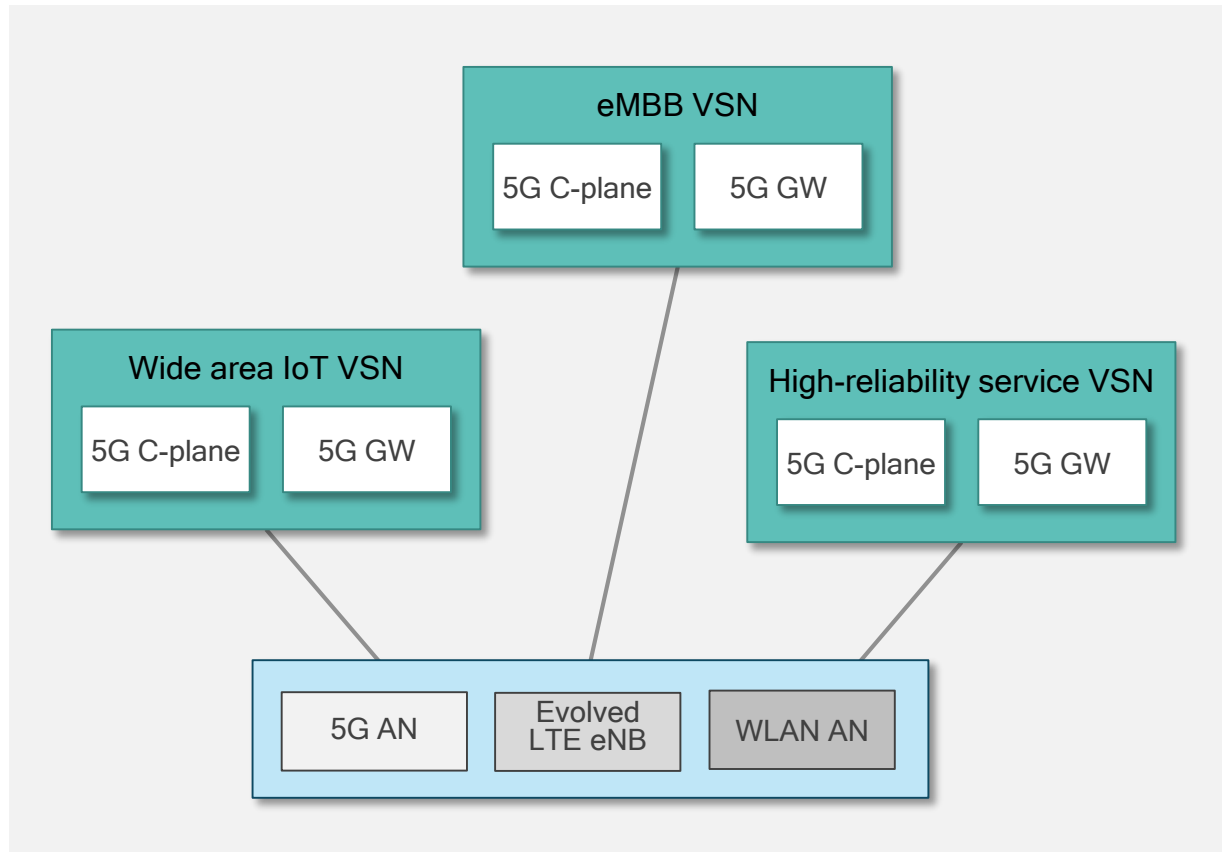 eMBB VSN
5G C-plane
5G GW
Wide area IoT VSN
5G C-plane
5G GW
High-reliability service VSN
5G C-plane
5G GW
5G AN
Evolved
LTE eNB
WLAN AN